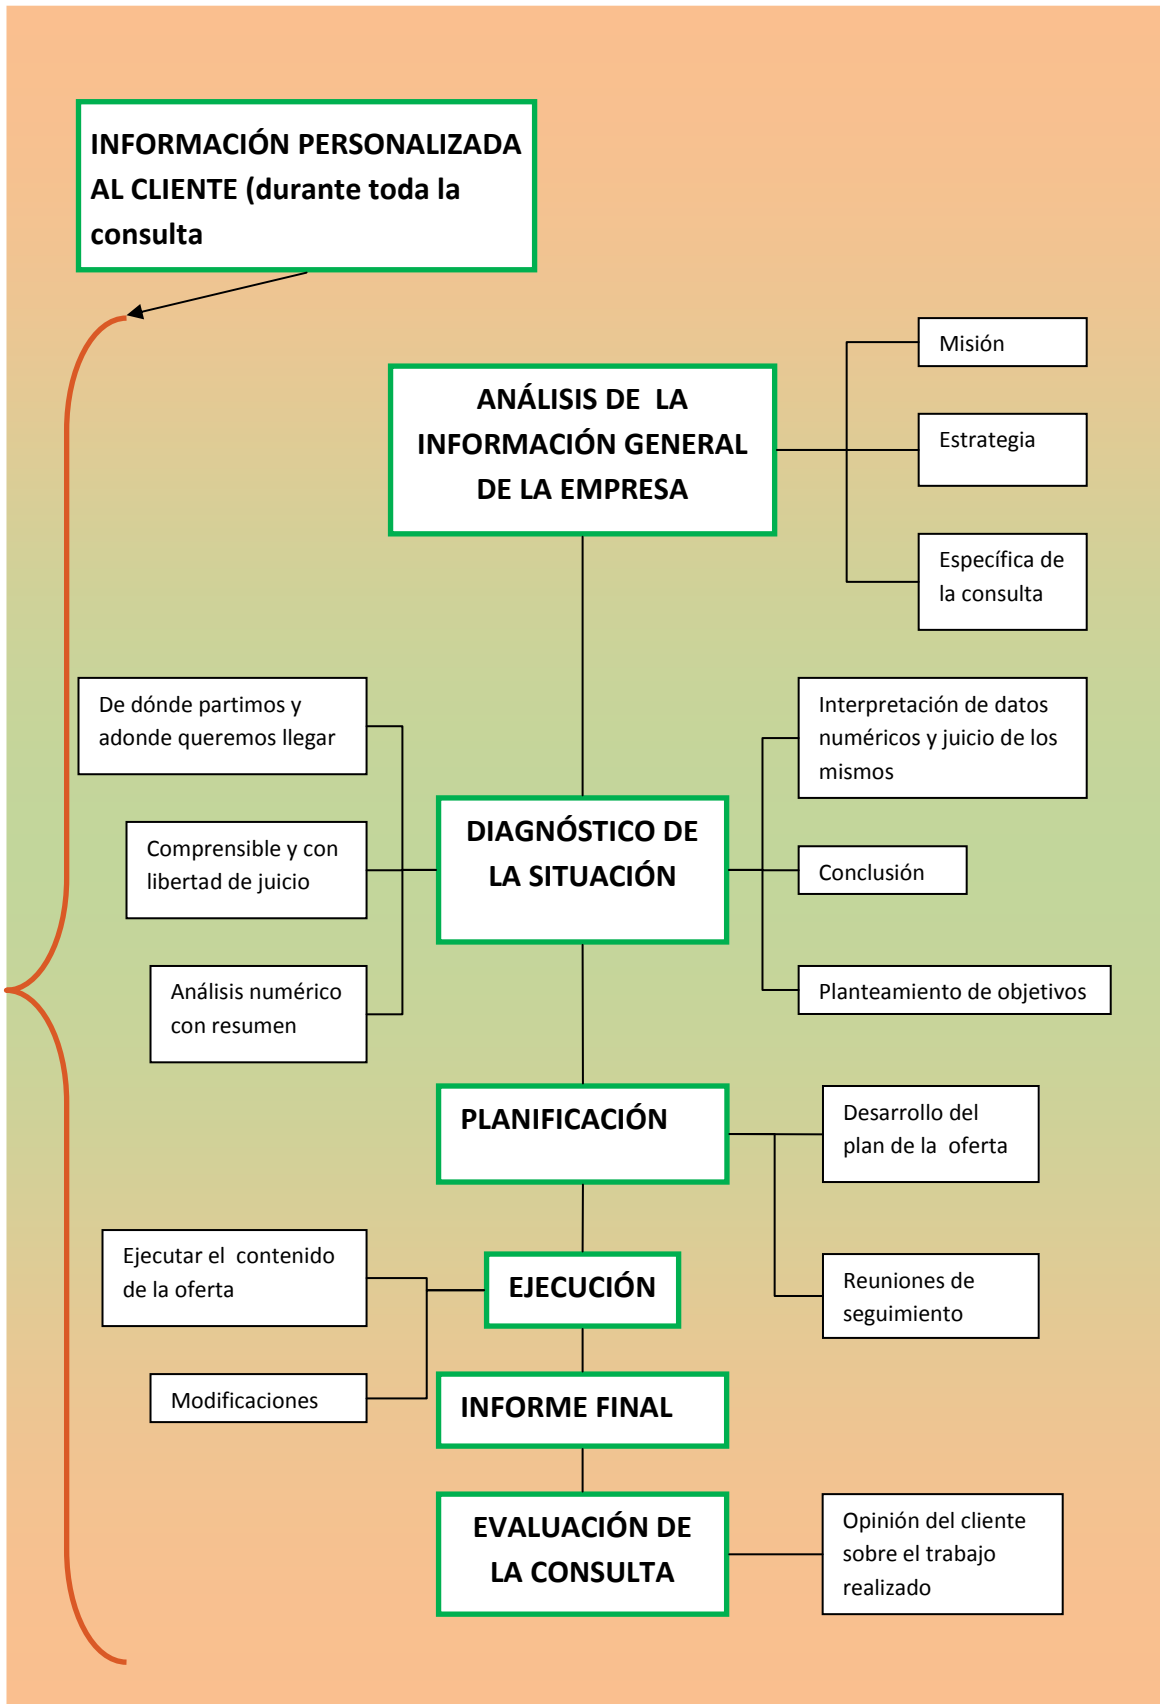 INFORMACIÓN PERSONALIZADA
AL CLIENTE (durante toda la
consulta
Misión
ANÁLISIS DE LA
INFORMACIÓN GENERAL
DE LA EMPRESA
Estrategia
Específica de
la consulta
De dónde partimos y
adonde queremos llegar
Interpretación de datos
numéricos y juicio de los
mismos
DIAGNÓSTICO DE
LA SITUACIÓN
Comprensible y con
libertad de juicio
Conclusión
Análisis numérico
con resumen
Planteamiento de objetivos
PLANIFICACIÓN
Desarrollo del
plan de la oferta
Ejecutar el contenido
de la oferta
EJECUCIÓN
Reuniones de
seguimiento
Modificaciones
INFORME FINAL
EVALUACIÓN DE
LA CONSULTA
Opinión del cliente
sobre el trabajo
realizado